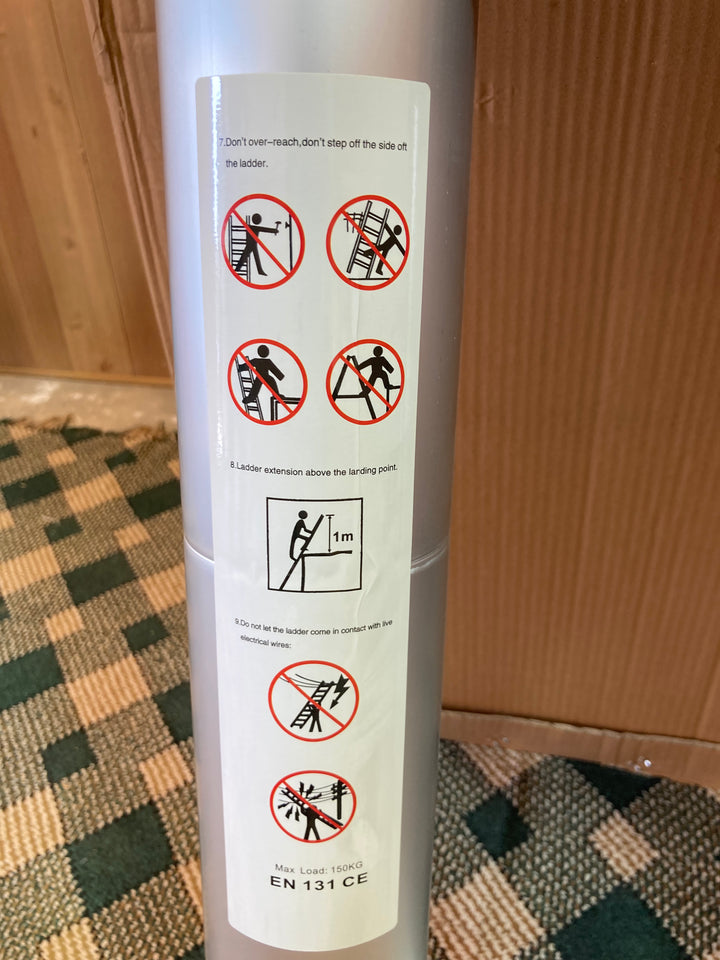 7.Don't over-reach,don't step off the side oft
the ladder.
8.Ladder extension above the landing point.
1m
9.Do not let the ladder come in contact with live
electrical wires:
Max Load: 150KG
EN 131 CE